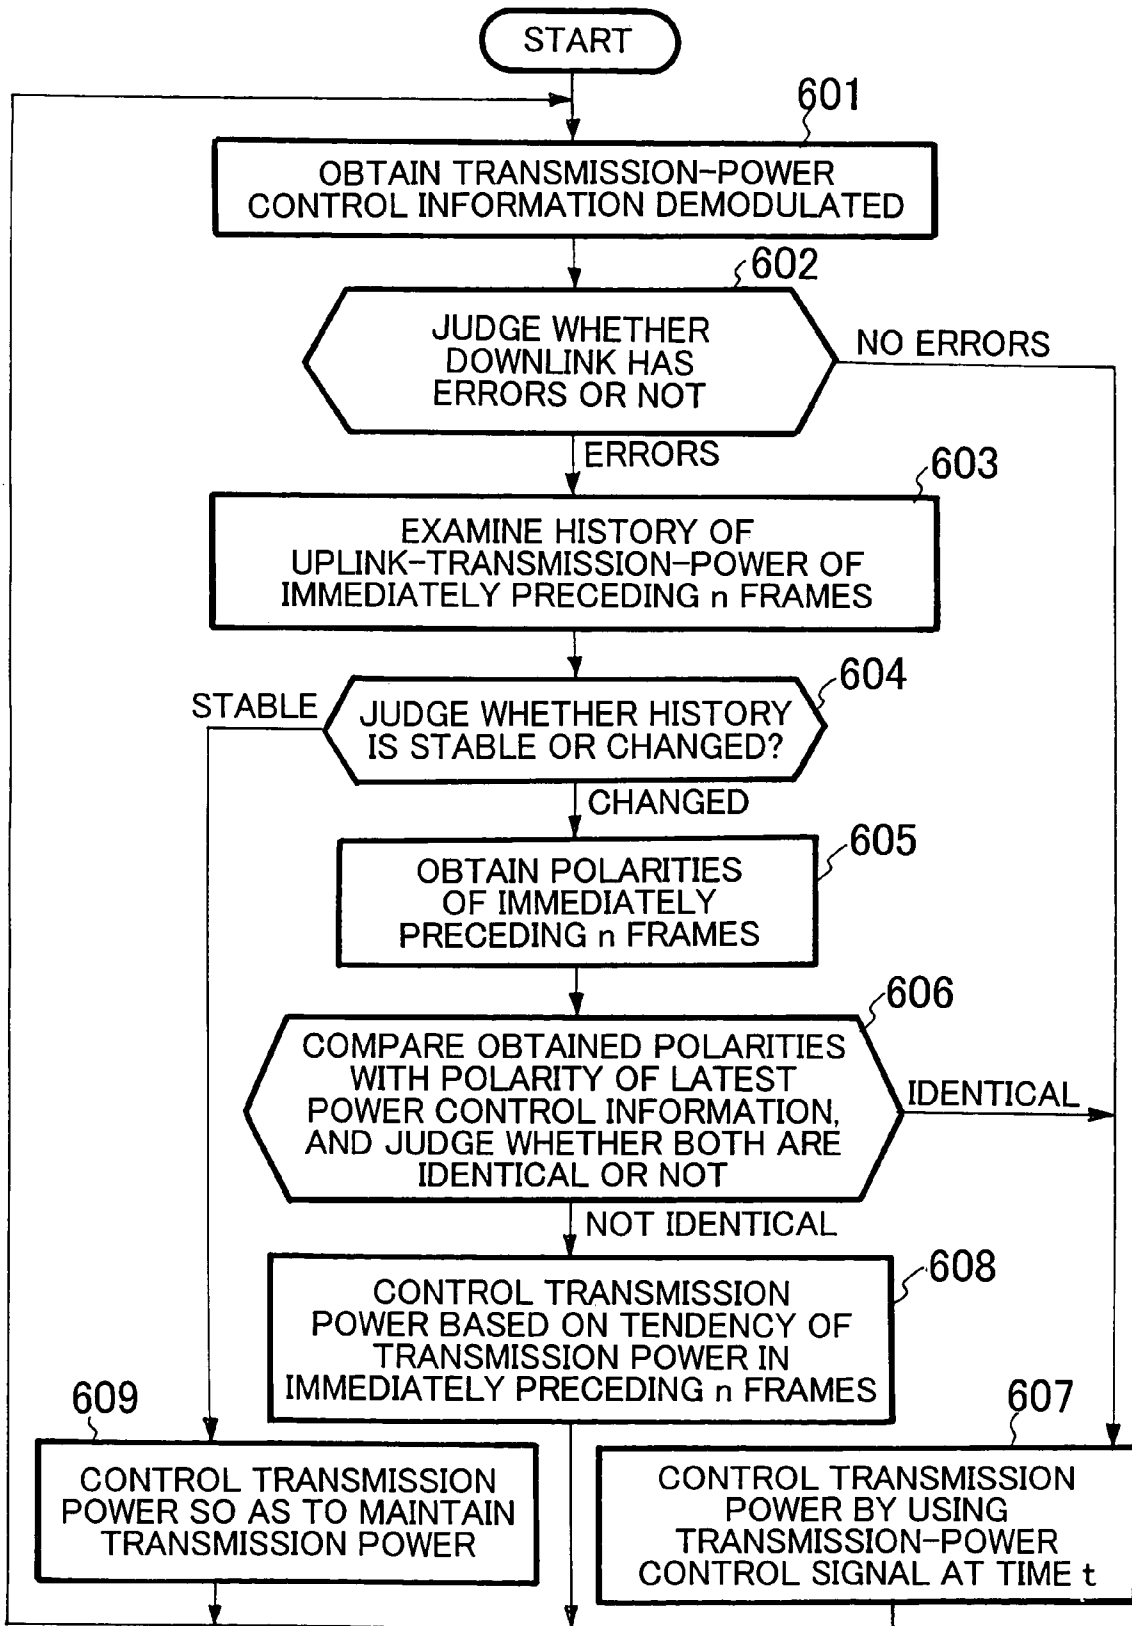 START
601
OBTAIN TRANSMISSION-POWER
CONTROL INFORMATION DEMODULATED
602
JUDGE WHETHER
DOWNLINK HAS
ERRORS OR NOT
NO ERRORS
ERRORS
603
EXAMINE HISTORY OF
UPLINK-TRANSMISSION-POWER OF
IMMEDIATELY PRECEDING n FRAMES
604
STABLE
JUDGE WHETHER HISTORY
IS STABLE OR CHANGED?
CHANGED
605
OBTAIN POLARITIES
OF IMMEDIATELY
PRECEDING n FRAMES
606
COMPARE OBTAINED POLARITIES
WITH POLARITY OF LATEST
POWER CONTROL INFORMATION,
AND JUDGE WHETHER BOTH ARE
IDENTICAL OR NOT
IDENTICAL
NOT IDENTICAL
608
CONTROL TRANSMISSION
POWER BASED ON TENDENCY OF
TRANSMISSION POWER IN
IMMEDIATELY PRECEDING n FRAMES
609
CONTROL TRANSMISSION
POWER SO AS TO MAINTAIN
TRANSMISSION POWER
607
CONTROL TRANSMISSION
POWER BY USING
TRANSMISSION-POWER
CONTROL SIGNAL AT TIME t